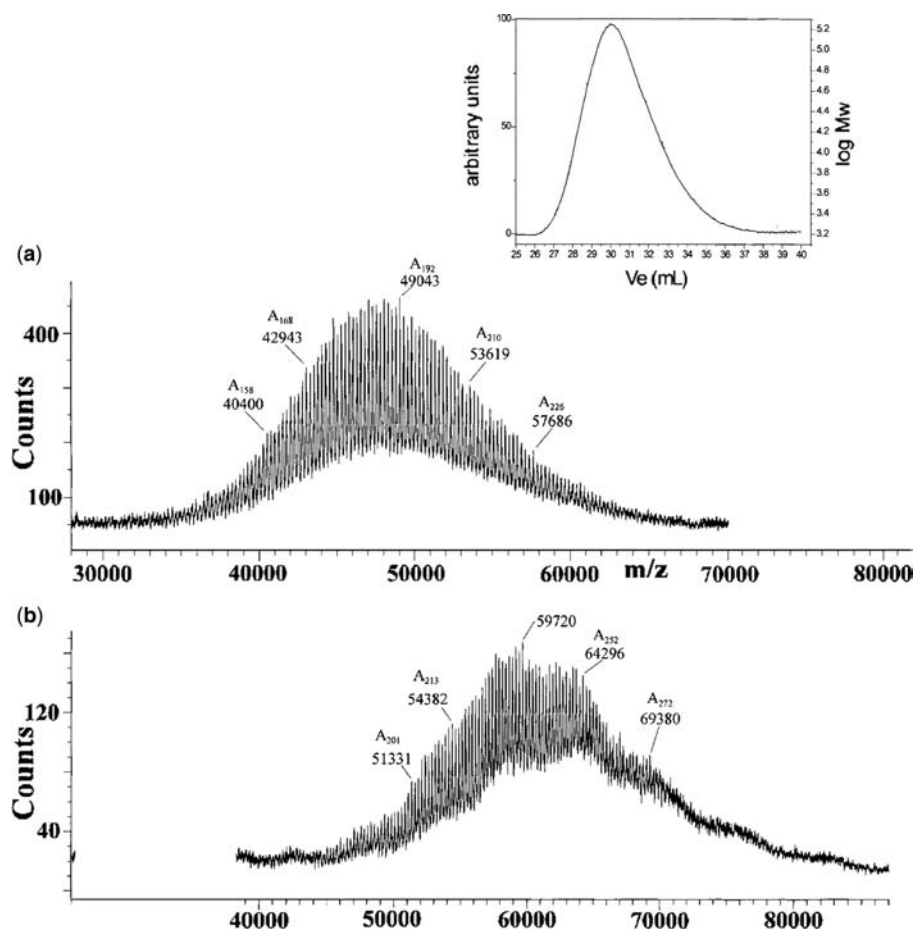 100
50
0
arbitrary units
5.2
5.0
4.8
4.6
4.4
4.2
4.0
3.8
3.6
3.4
3.2
log Mw
25 26 27 28 29 30 31 32 33 34 35 36 37 38 39 40
Ve (mL)
(a)
400
100
Counts
A158
40400
A168
42943
A192
49043
A210
53619
A226
57686
30000 40000 50000 60000 m/z 70000 80000
(b)
120
40
Counts
A201
51331
A213
54382
59720
A252
64296
A272
69380
40000 50000 60000 70000 80000